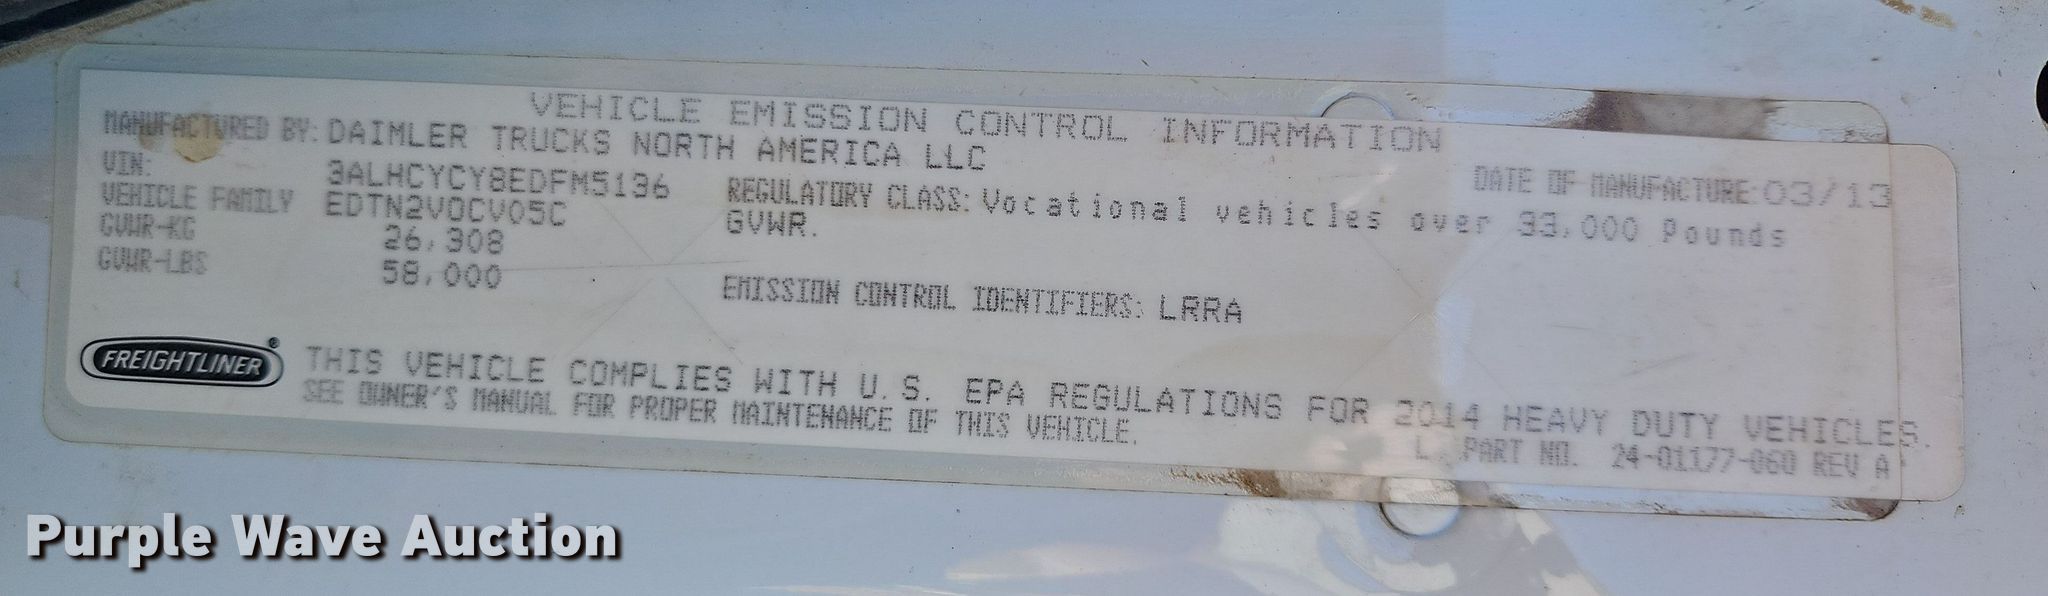 VEHICLE EMISSION CONTROL INFORMATION
MANUFACTURED BY: DAIMLER TRUCKS NORTH AMERICA LLC
DATE OF MANUFACTURE: 03/13
VIN: 3ALHCYCY8EDFM5136
REGULATORY CLASS: Vocational vehicles over 33,000 Pounds
GVWR.
VEHICLE FAMILY EDTN2VOCV05C
GVWR-KG 26,308
GVWR-LBS 58,000
EMISSION CONTROL IDENTIFIERS: LRRA
FREIGHTLINER®
THIS VEHICLE COMPLIES WITH U.S. EPA REGULATIONS FOR 2014 HEAVY DUTY VEHICLES.
SEE OWNER'S MANUAL FOR PROPER MAINTENANCE OF THIS VEHICLE.
PART NO. 24-01177-060 REV A
Purple Wave Auction